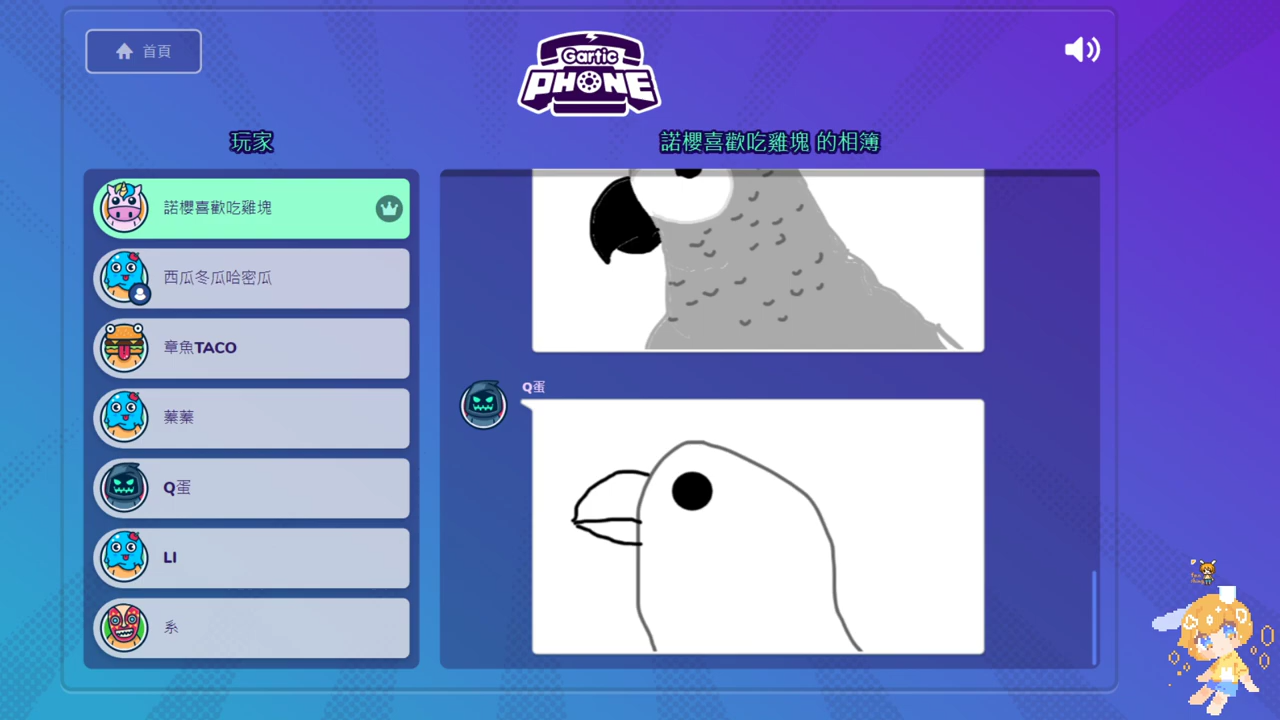 首頁
Gartic
PHONE
玩家
諾櫻喜歡吃雞塊 的相簿
諾櫻喜歡吃雞塊
西瓜冬瓜哈密瓜
章魚TACO
蓁蓁
Q蛋
LI
系
Q蛋